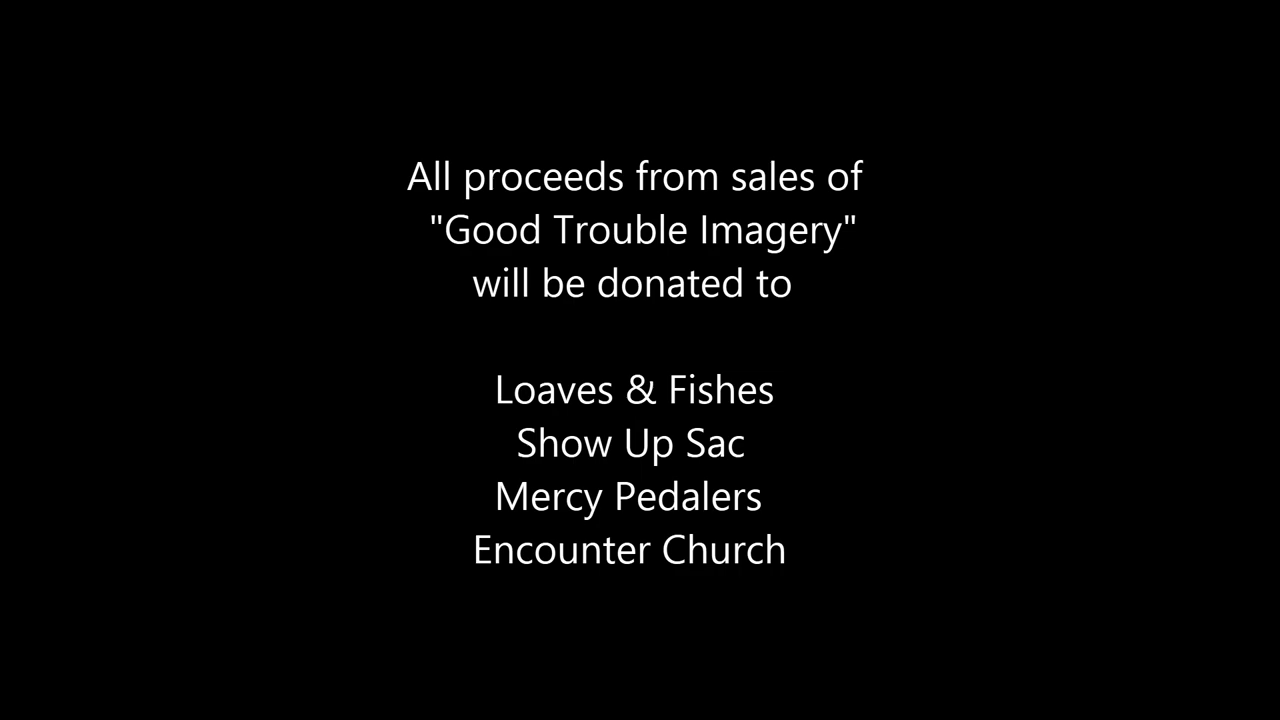 All proceeds from sales of
"Good Trouble Imagery"
will be donated to
Loaves & Fishes
Show Up Sac
Mercy Pedalers
Encounter Church